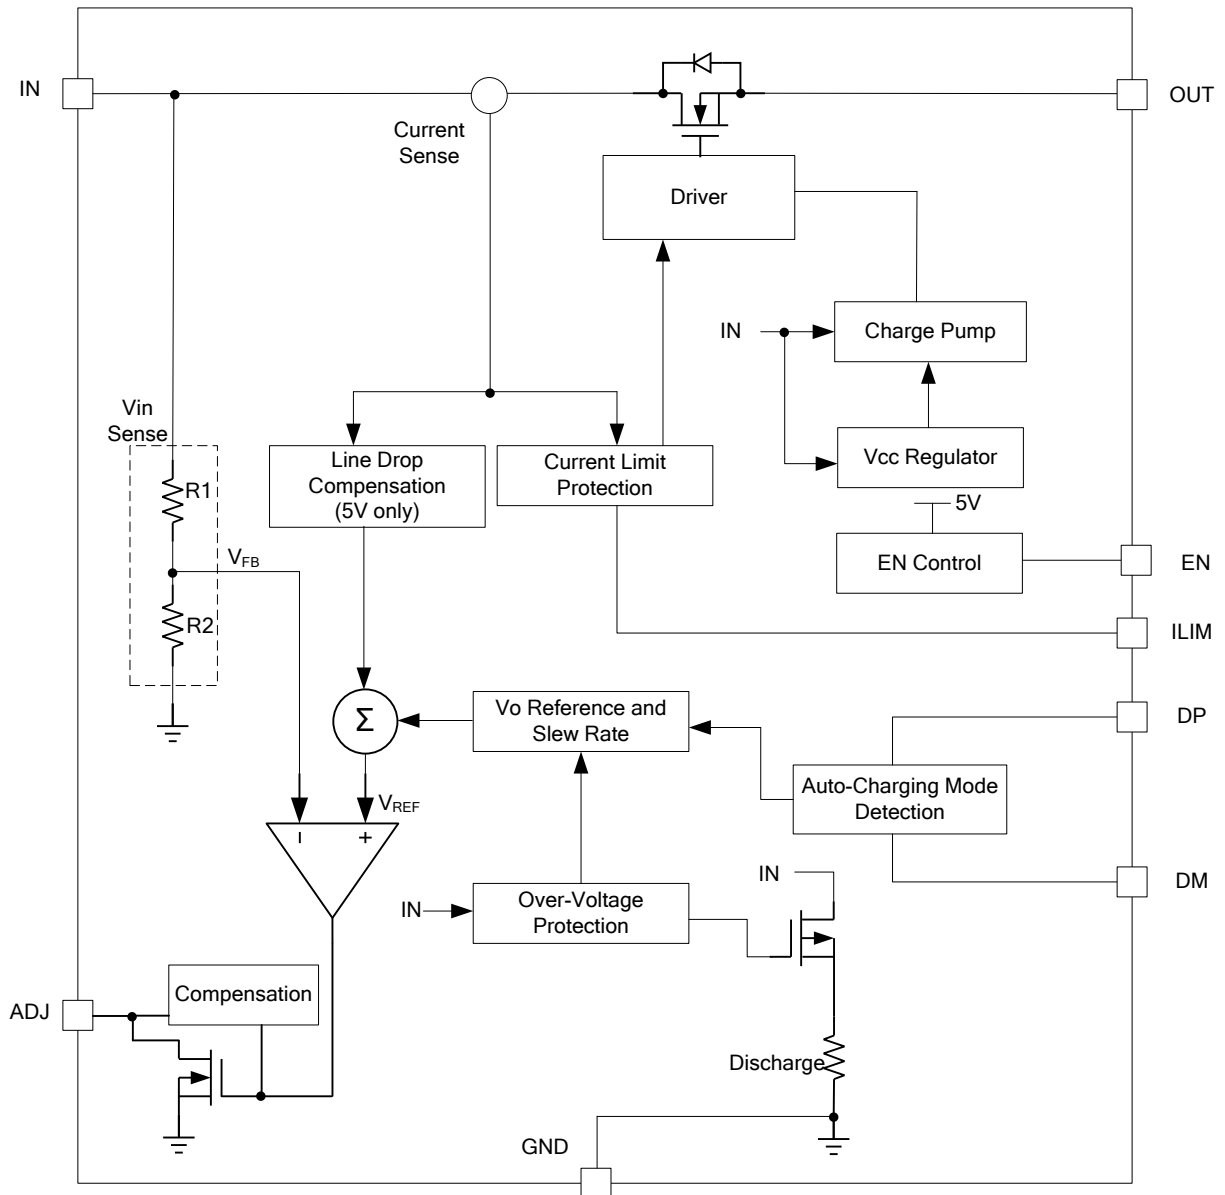 IN
OUT
Current
Sense
Driver
IN
Charge Pump
Vin
Sense
Line Drop
Compensation
(5V only)
Current Limit
Protection
Vcc Regulator
R1
5V
VFB
EN Control
EN
R2
ILIM
Σ
Vo Reference and
Slew Rate
DP
VREF
Auto-Charging Mode
Detection
− +
IN
DM
IN
Over-Voltage
Protection
Compensation
ADJ
Discharge
GND